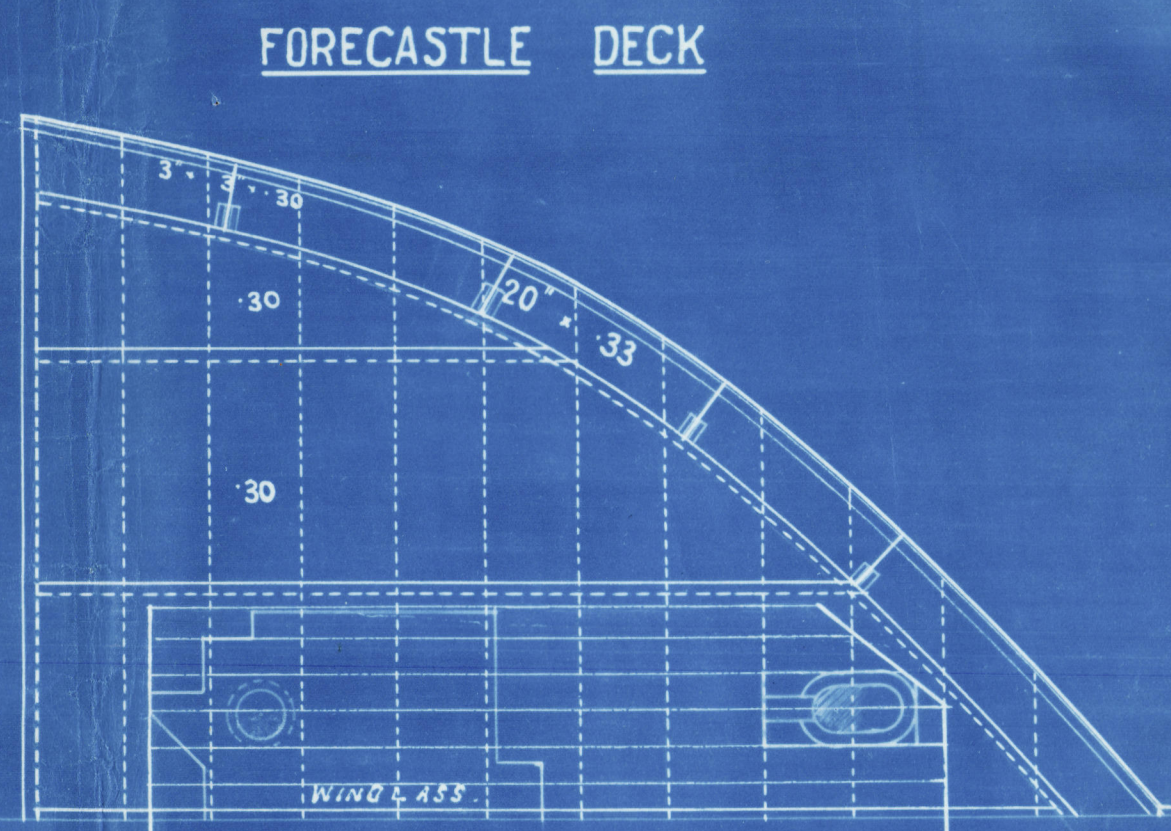 FORECASTLE DECK
3" x 3" x .30
.30
20" x .33
.30
WINDLASS.